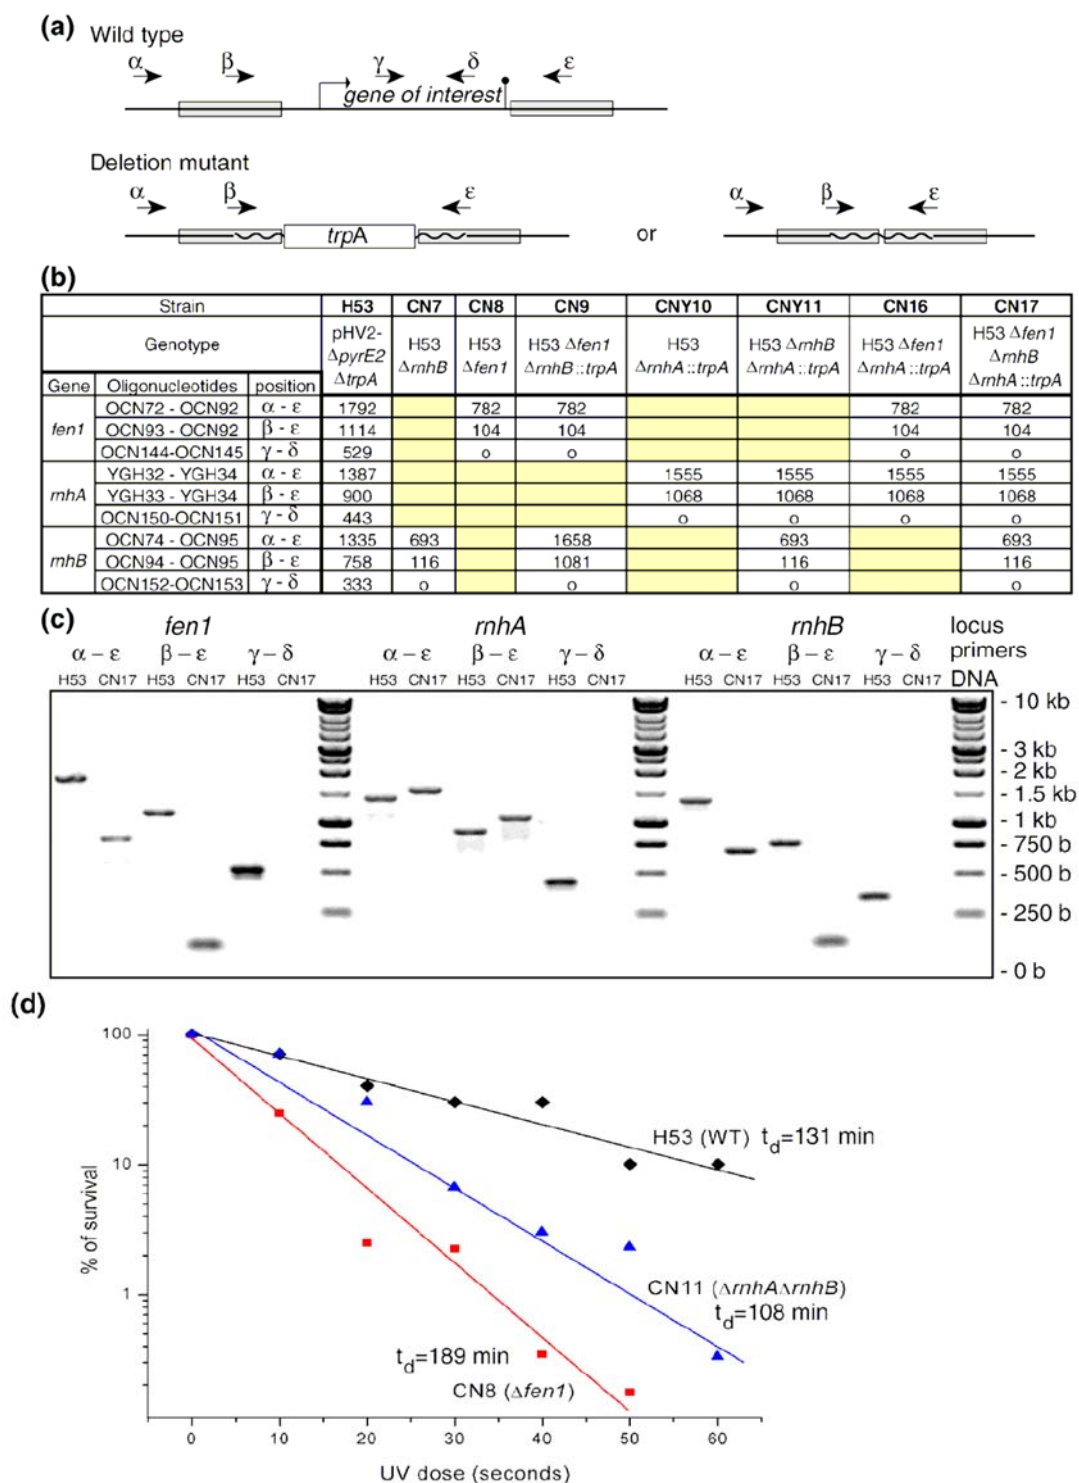 (a) Wild type
α β γ δ ε
gene of interest
Deletion mutant
α β ε α β ε
trpA or
(b)
Strain H53 CN7 CN8 CN9 CNY10 CNY11 CN16 CN17
Genotype pHV2-ΔpyrE2 ΔtrpA H53 ΔrnhB H53 Δfen1 H53 Δfen1 ΔrnhB::trpA H53 ΔrnhA::trpA H53 ΔrnhB ΔrnhA::trpA H53 Δfen1 ΔrnhA::trpA H53 Δfen1 ΔrnhB ΔrnhA::trpA
Gene Oligonucleotides position
fen1 OCN72 - OCN92 α - ε 1792 782 782 782 782
OCN93 - OCN92 β - ε 1114 104 104 104 104
OCN144-OCN145 γ - δ 529 o o o o
rnhA YGH32 - YGH34 α - ε 1387 1555 1555 1555 1555
YGH33 - YGH34 β - ε 900 1068 1068 1068 1068
OCN150-OCN151 γ - δ 443 o o o o
rnhB OCN74 - OCN95 α - ε 1335 693 1658 693 693
OCN94 - OCN95 β - ε 758 116 1081 116 116
OCN152-OCN153 γ - δ 333 o o o o
(c) fen1 rnhA rnhB locus
α – ε β – ε γ – δ α – ε β – ε γ – δ α – ε β – ε γ – δ primers
H53 CN17 H53 CN17 H53 CN17 H53 CN17 H53 CN17 H53 CN17 H53 CN17 H53 CN17 H53 CN17 DNA
- 10 kb
- 3 kb
- 2 kb
- 1.5 kb
- 1 kb
- 750 b
- 500 b
- 250 b
- 0 b
(d)
% of survival
100
10
1
H53 (WT) td=131 min
CN11 (ΔrnhAΔrnhB)
td=108 min
td=189 min
CN8 (Δfen1)
0 10 20 30 40 50 60
UV dose (seconds)